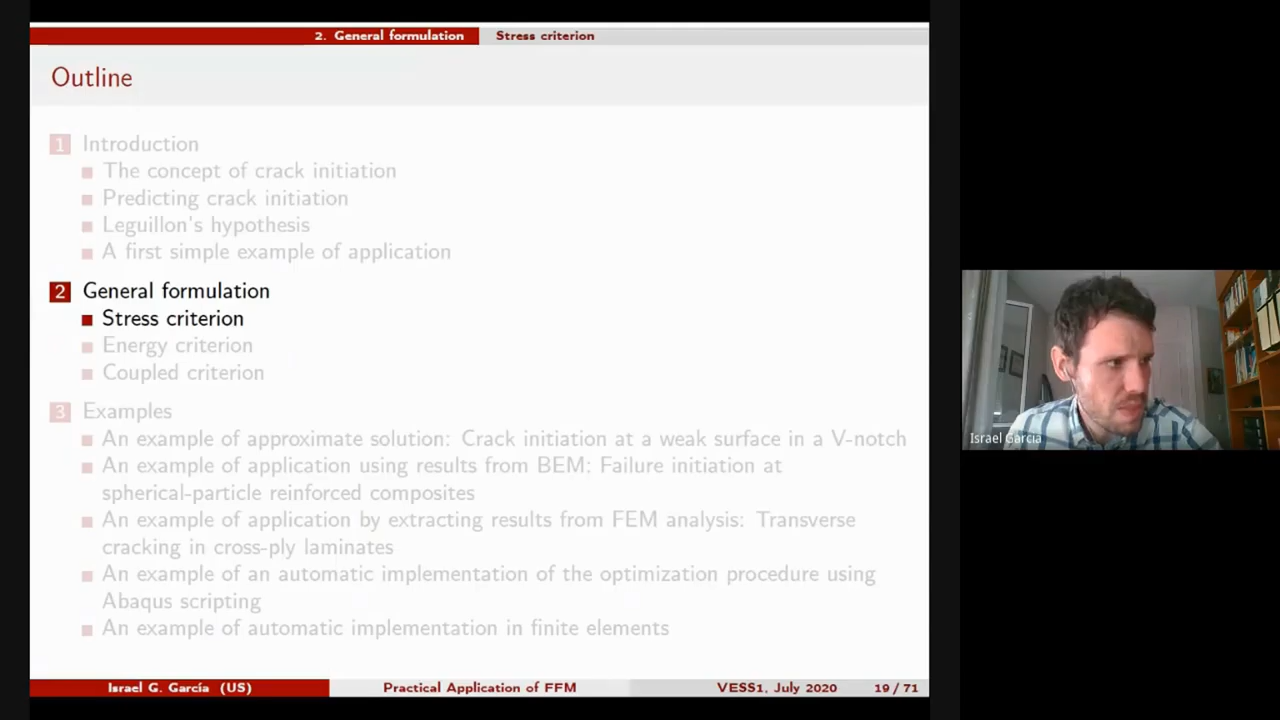 2. General formulation Stress criterion
Outline
1 Introduction
The concept of crack initiation
Predicting crack initiation
Leguillon's hypothesis
A first simple example of application
2 General formulation
Stress criterion
Energy criterion
Coupled criterion
3 Examples
An example of approximate solution: Crack initiation at a weak surface in a V-notch
An example of application using results from BEM: Failure initiation at
spherical-particle reinforced composites
An example of application by extracting results from FEM analysis: Transverse
cracking in cross-ply laminates
An example of an automatic implementation of the optimization procedure using
Abaqus scripting
An example of automatic implementation in finite elements
Israel G. García (US) Practical Application of FFM VESS1, July 2020 19 / 71
Israel García